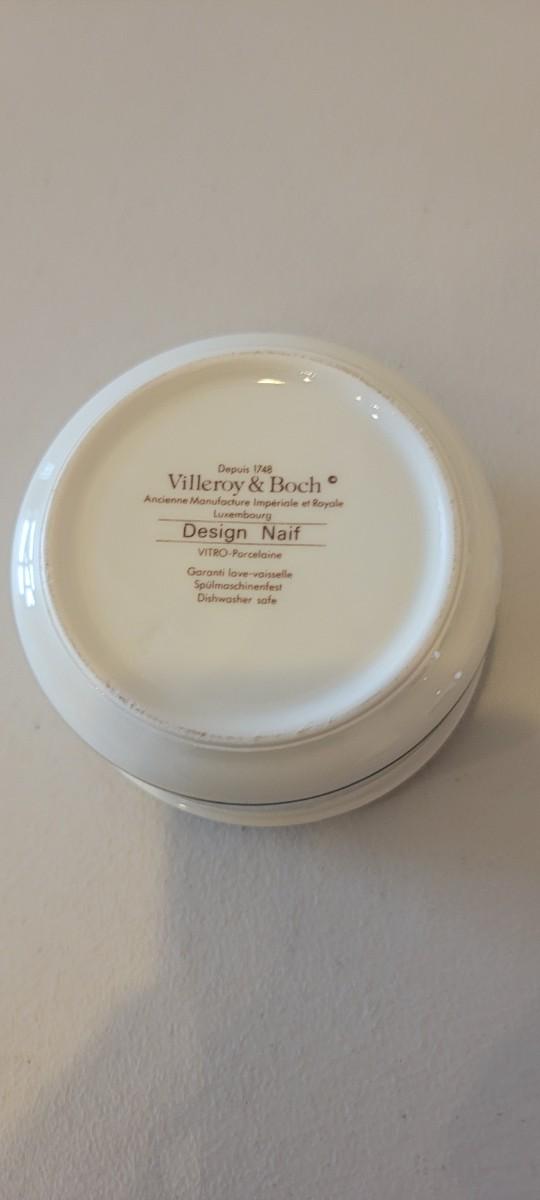 Depuis 1748
Villeroy & Boch ©
Ancienne Manufacture Impériale et Royale
Luxembourg
Design Naif
VITRO-Porcelaine
Garanti lave-vaisselle
Spülmaschinenfest
Dishwasher safe